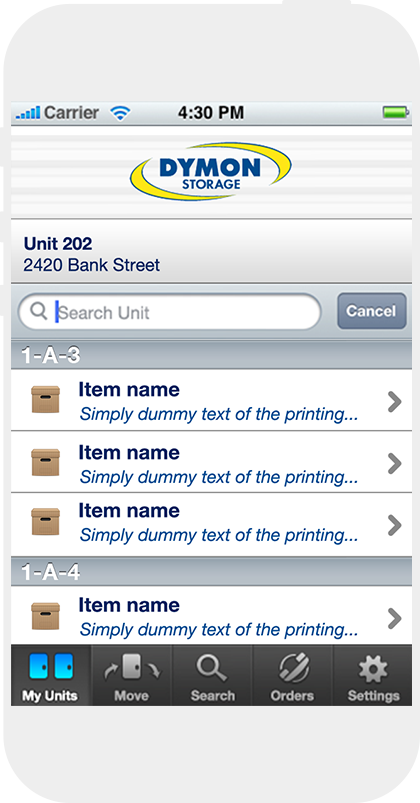 Carrier 4:30 PM
DYMON
STORAGE
Unit 202
2420 Bank Street
Search Unit Cancel
1-A-3
Item name
Simply dummy text of the printing...
Item name
Simply dummy text of the printing...
Item name
Simply dummy text of the printing...
1-A-4
Item name
Simply dummy text of the printing...
My Units Move Search Orders Settings